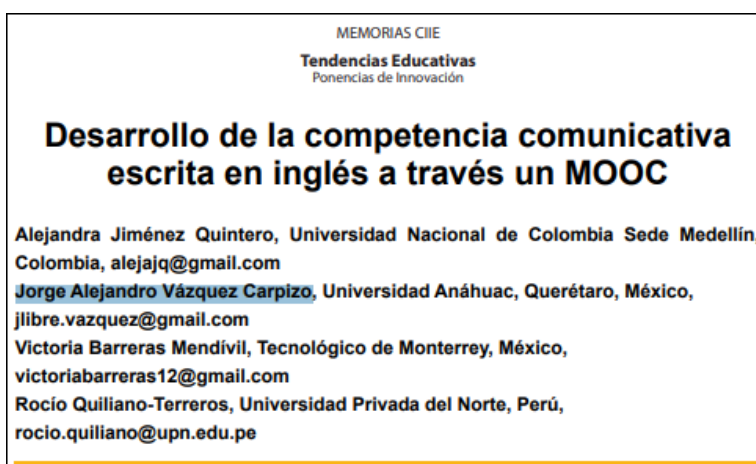 MEMORIAS CIIE
Tendencias Educativas
Ponencias de Innovación
Desarrollo de la competencia comunicativa
escrita en inglés a través un MOOC
Alejandra Jiménez Quintero, Universidad Nacional de Colombia Sede Medellín,
Colombia, alejajq@gmail.com
Jorge Alejandro Vázquez Carpizo, Universidad Anáhuac, Querétaro, México,
jlibre.vazquez@gmail.com
Victoria Barreras Mendívil, Tecnológico de Monterrey, México,
victoriabarreras12@gmail.com
Rocío Quiliano-Terreros, Universidad Privada del Norte, Perú,
rocio.quiliano@upn.edu.pe